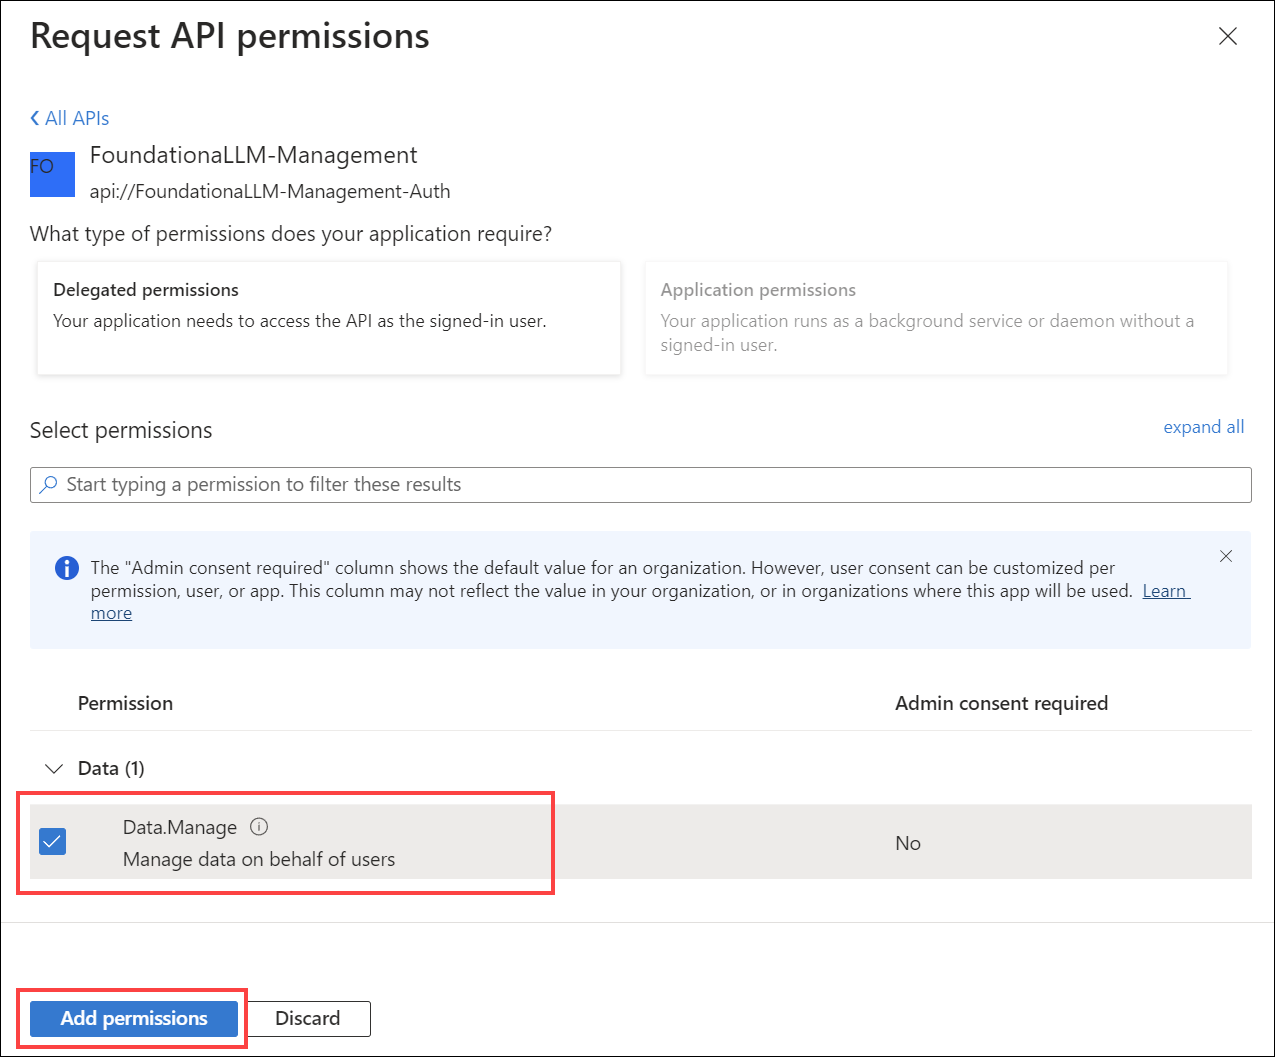 Request API permissions
All APIs
FO
FoundationaLLM-Management
api://FoundationaLLM-Management-Auth
What type of permissions does your application require?
Delegated permissions
Your application needs to access the API as the signed-in user.
Application permissions
Your application runs as a background service or daemon without a
signed-in user.
Select permissions
expand all
Start typing a permission to filter these results
The "Admin consent required" column shows the default value for an organization. However, user consent can be customized per
permission, user, or app. This column may not reflect the value in your organization, or in organizations where this app will be used. Learn
more
Permission
Admin consent required
Data (1)
Data.Manage
Manage data on behalf of users
No
Add permissions
Discard